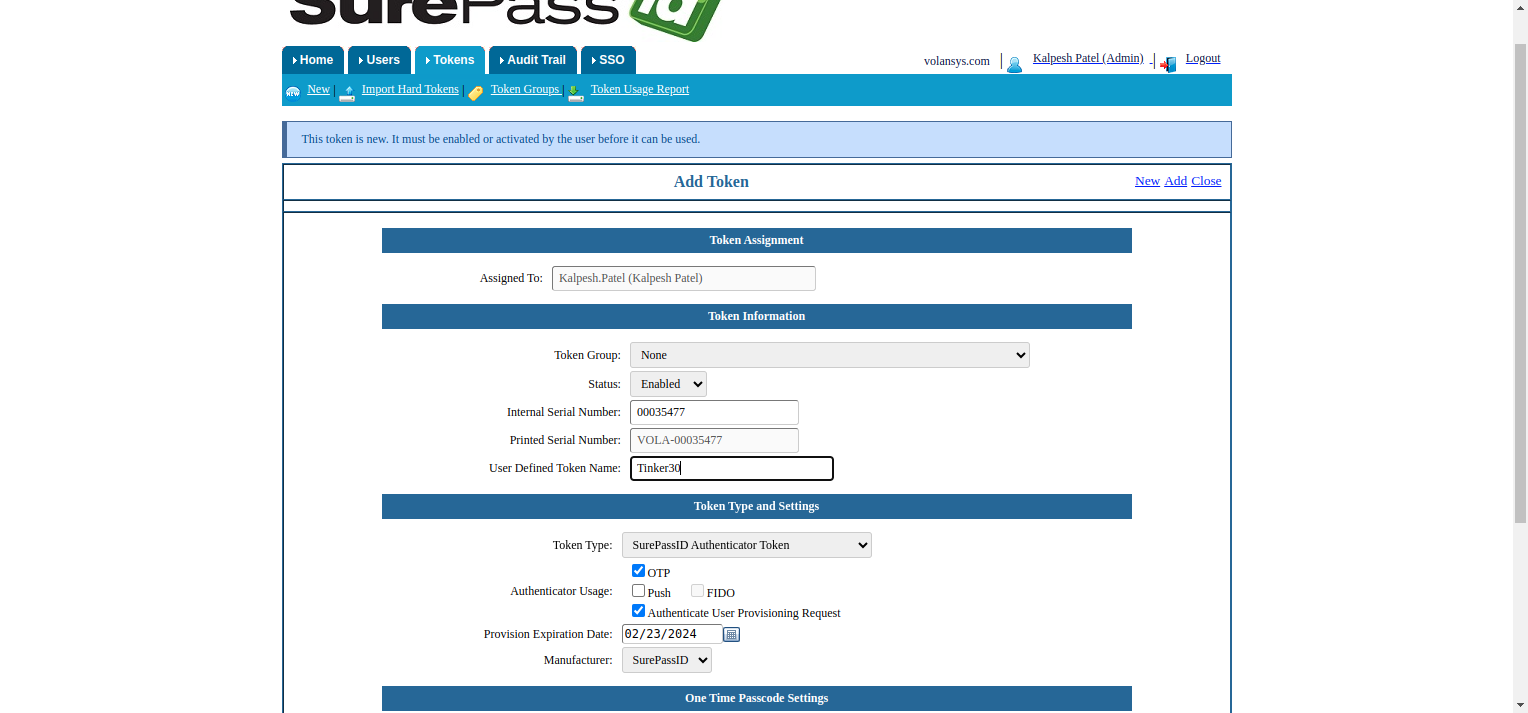 SurePassid
Home Users Tokens Audit Trail SSO volansys.com | Kalpesh Patel (Admin) - | Logout
NEW New | Import Hard Tokens | Token Groups | Token Usage Report
This token is new. It must be enabled or activated by the user before it can be used.
Add Token New Add Close
Token Assignment
Assigned To: Kalpesh.Patel (Kalpesh Patel)
Token Information
Token Group: None
Status: Enabled
Internal Serial Number: 00035477
Printed Serial Number: VOLA-00035477
User Defined Token Name: Tinker30
Token Type and Settings
Token Type: SurePassID Authenticator Token
OTP
Authenticator Usage: Push FIDO
Authenticate User Provisioning Request
Provision Expiration Date: 02/23/2024
Manufacturer: SurePassID
One Time Passcode Settings